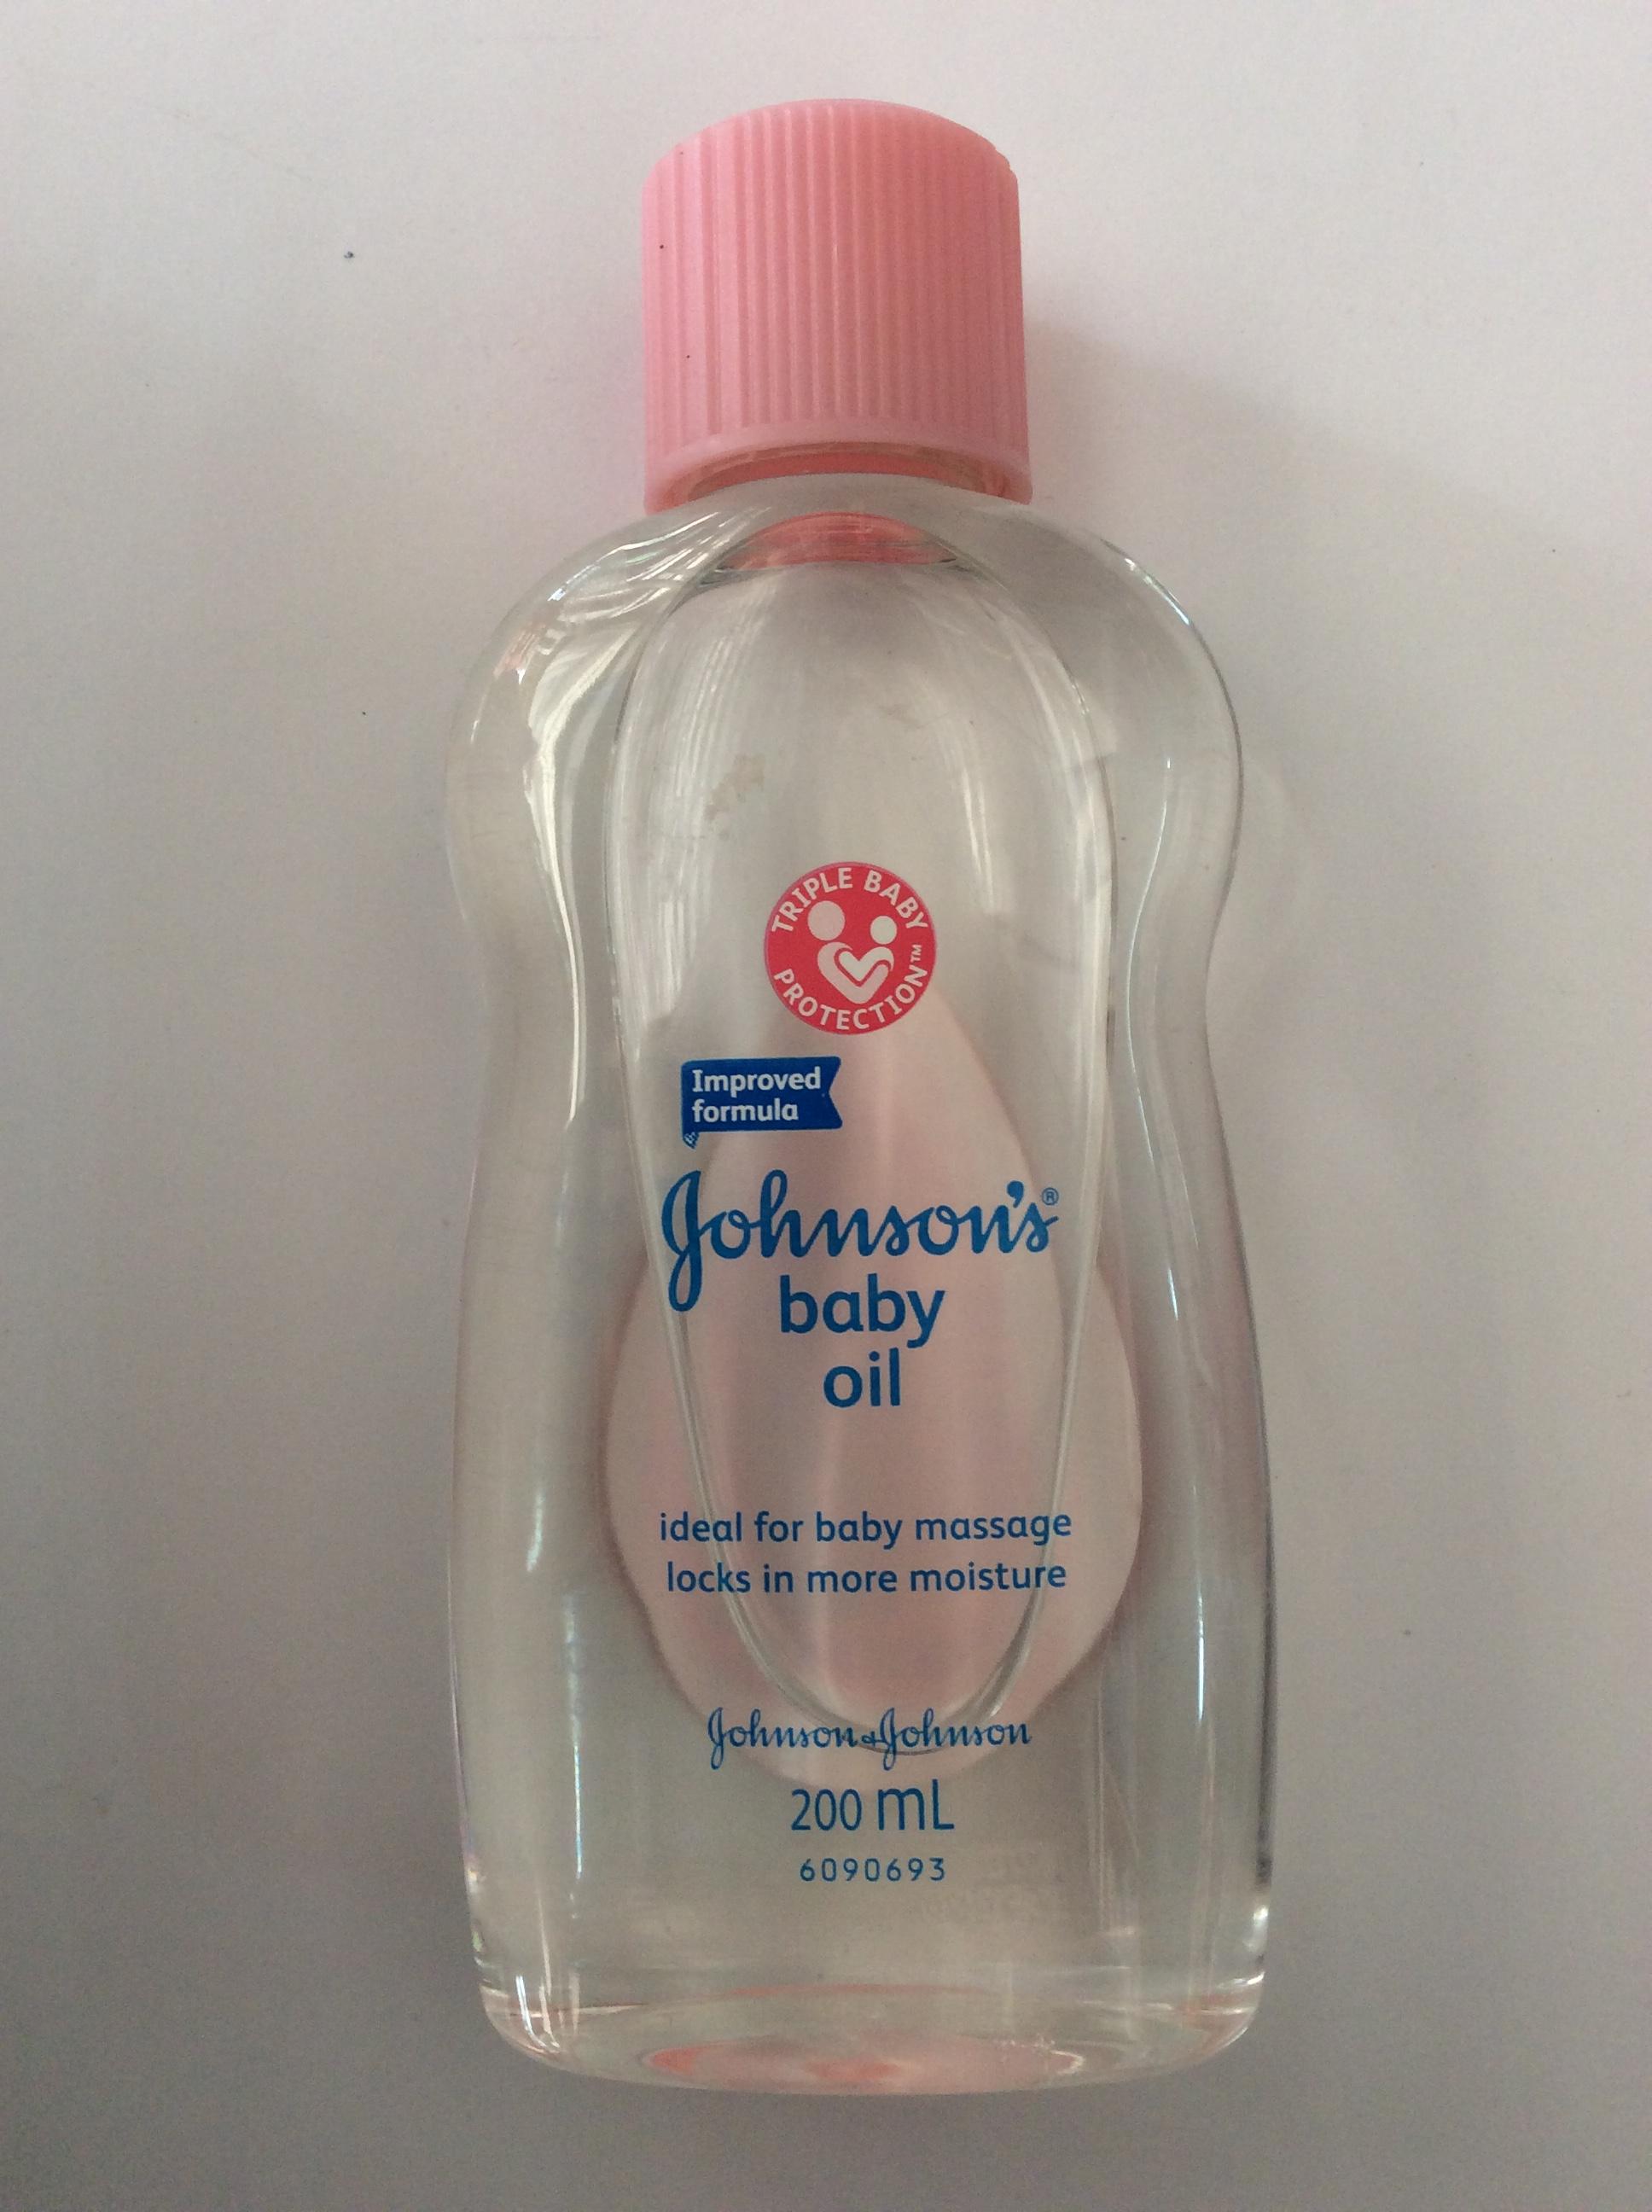 TRIPLE BABY
PROTECTION™
Improved
formula
Johnson's®
baby
oil
ideal for baby massage
locks in more moisture
Johnson & Johnson
200 mL
6090693